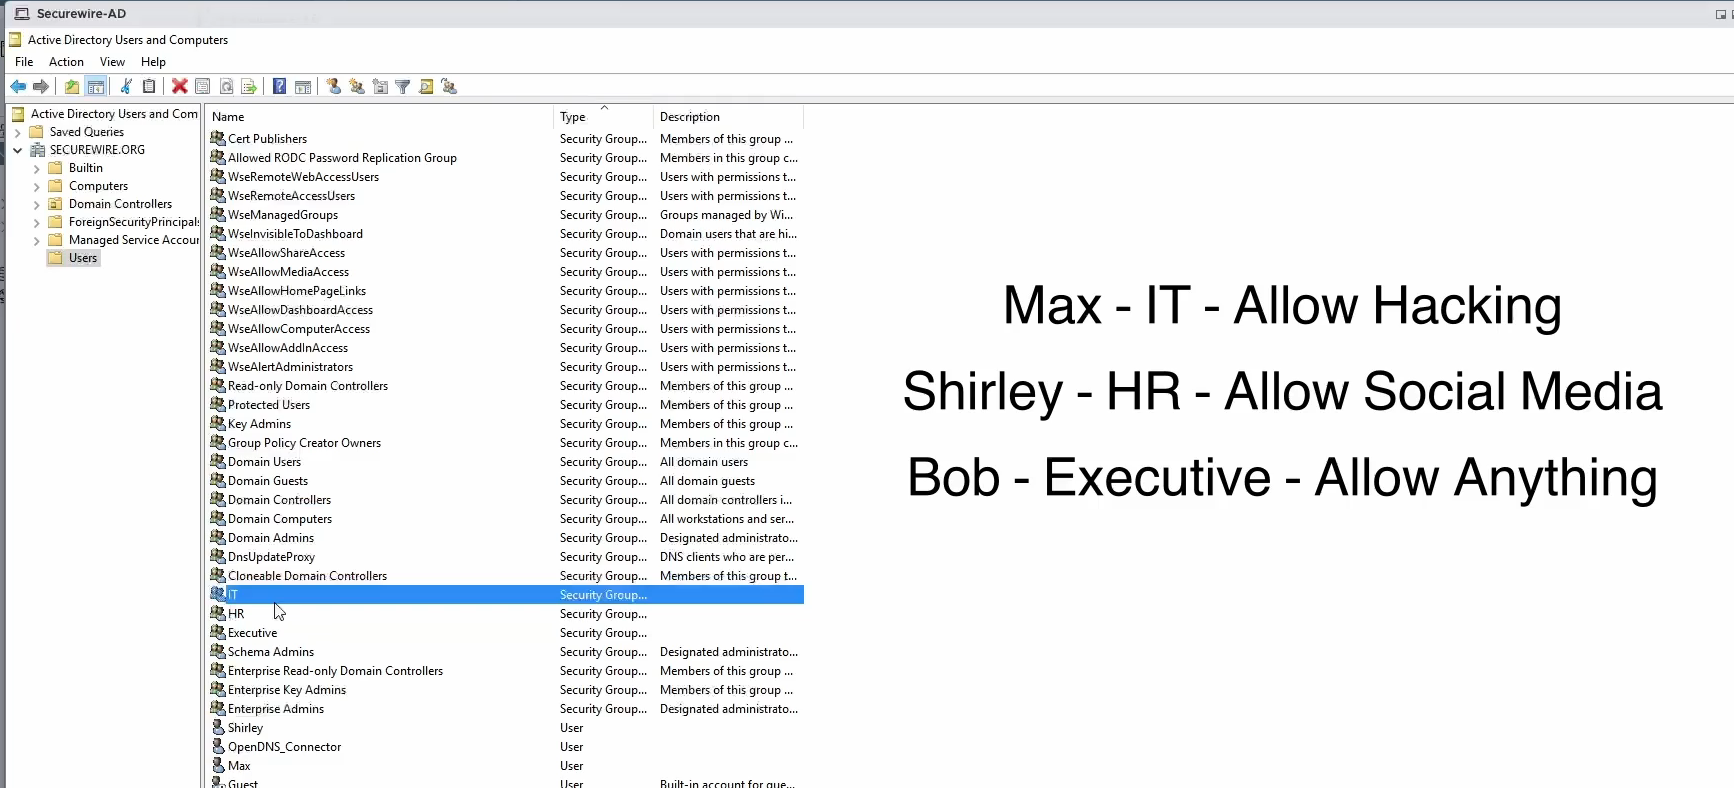 Securewire-AD
Active Directory Users and Computers
File Action View Help
Active Directory Users and Com
Saved Queries
SECUREWIRE.ORG
Builtin
Computers
Domain Controllers
ForeignSecurityPrincipals
Managed Service Accour
Users
Name Type Description
Cert Publishers Security Group... Members of this group ...
Allowed RODC Password Replication Group Security Group... Members in this group c...
WseRemoteWebAccessUsers Security Group... Users with permissions t...
WseRemoteAccessUsers Security Group... Users with permissions t...
WseManagedGroups Security Group... Groups managed by Wi...
WseInvisibleToDashboard Security Group... Domain users that are hi...
WseAllowShareAccess Security Group... Users with permissions t...
WseAllowMediaAccess Security Group... Users with permissions t...
WseAllowHomePageLinks Security Group... Users with permissions t...
WseAllowDashboardAccess Security Group... Users with permissions t...
WseAllowComputerAccess Security Group... Users with permissions t...
WseAllowAddInAccess Security Group... Users with permissions t...
WseAlertAdministrators Security Group... Users with permissions t...
Read-only Domain Controllers Security Group... Members of this group ...
Protected Users Security Group... Members of this group ...
Key Admins Security Group... Members of this group ...
Group Policy Creator Owners Security Group... Members in this group c...
Domain Users Security Group... All domain users
Domain Guests Security Group... All domain guests
Domain Controllers Security Group... All domain controllers i...
Domain Computers Security Group... All workstations and ser...
Domain Admins Security Group... Designated administrato...
DnsUpdateProxy Security Group... DNS clients who are per...
Cloneable Domain Controllers Security Group... Members of this group t...
IT Security Group...
HR Security Group...
Executive Security Group...
Schema Admins Security Group... Designated administrato...
Enterprise Read-only Domain Controllers Security Group... Members of this group ...
Enterprise Key Admins Security Group... Members of this group ...
Enterprise Admins Security Group... Designated administrato...
Shirley User
OpenDNS_Connector User
Max User
Guest User Built-in account for gue...
Max - IT - Allow Hacking
Shirley - HR - Allow Social Media
Bob - Executive - Allow Anything